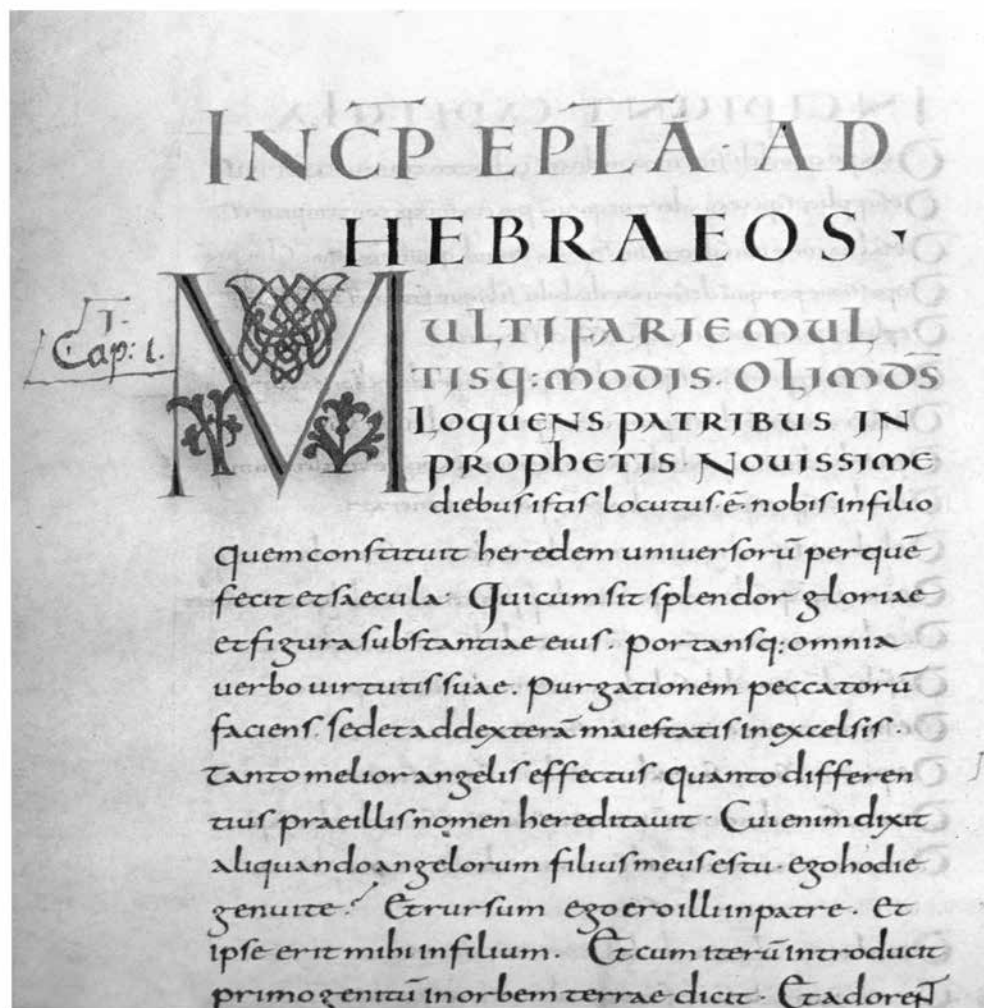 INCP EPLĀ· AD
HEBRAEOS·
MULTIFARIE MUL
TISQ: MODIS. OLIM DS̄
LOQUENS PATRIBUS IN
PROPHETIS NOUISSIME
diebus istis locutus· ē· nobis in filio
quem constituit heredem uniuersorū per quē
fecit et saecula· Qui cum sit splendor gloriae
et figura substantiae eius· portansq: omnia
uerbo uirtutis suae· purgationem peccatorū
faciens. sedet ad dexterā maiestatis in excelsis·
Tanto melior angelis effectus quanto differen
tius prae illis nomen hereditauit· Cui enim dixit
aliquando angelorum filius meus es tu· ego hodie
genui te? Et rursum ego ero illi in patrē· Et
ipse erit mihi in filium· Et cum iterū introducit
primogenitū in orbem terrae dicit· Et adorent
1.
Cap: 1.